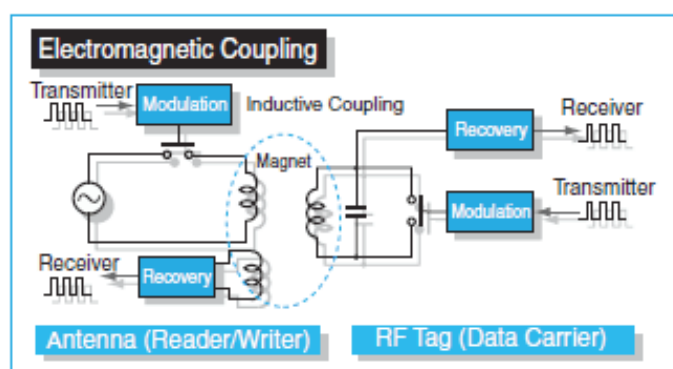 Electromagnetic Coupling
Transmitter
Modulation
Inductive Coupling
Magnet
Receiver
Recovery
Antenna (Reader/Writer)
Recovery
Receiver
Modulation
Transmitter
RF Tag (Data Carrier)